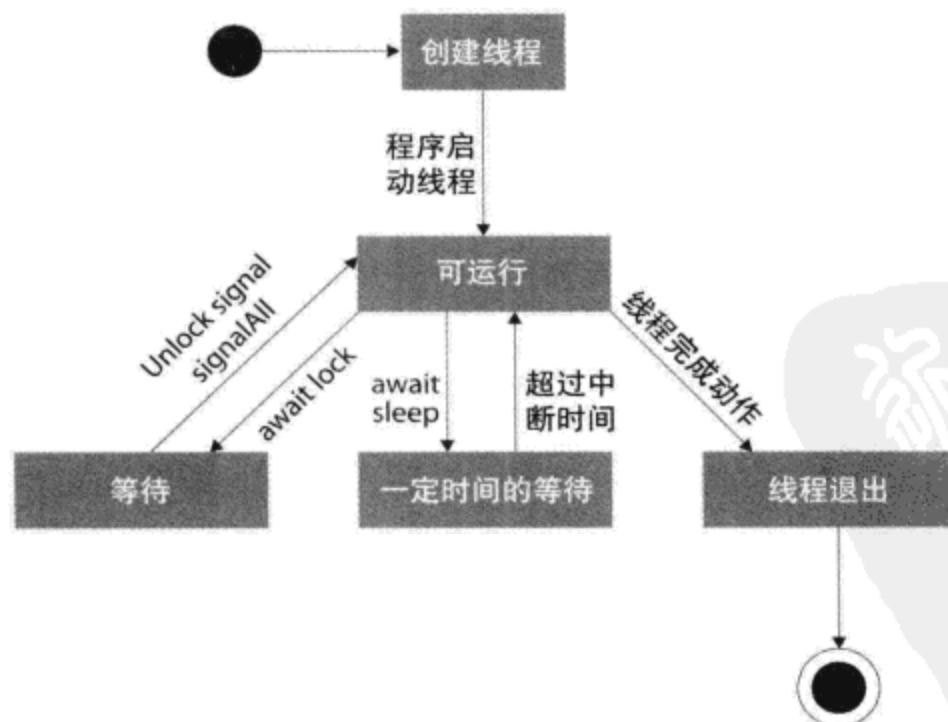 创建线程
程序启
动线程
可运行
Unlock signal
signalAll
await lock
await
sleep
超过中
断时间
线程完成动作
等待
一定时间的等待
线程退出